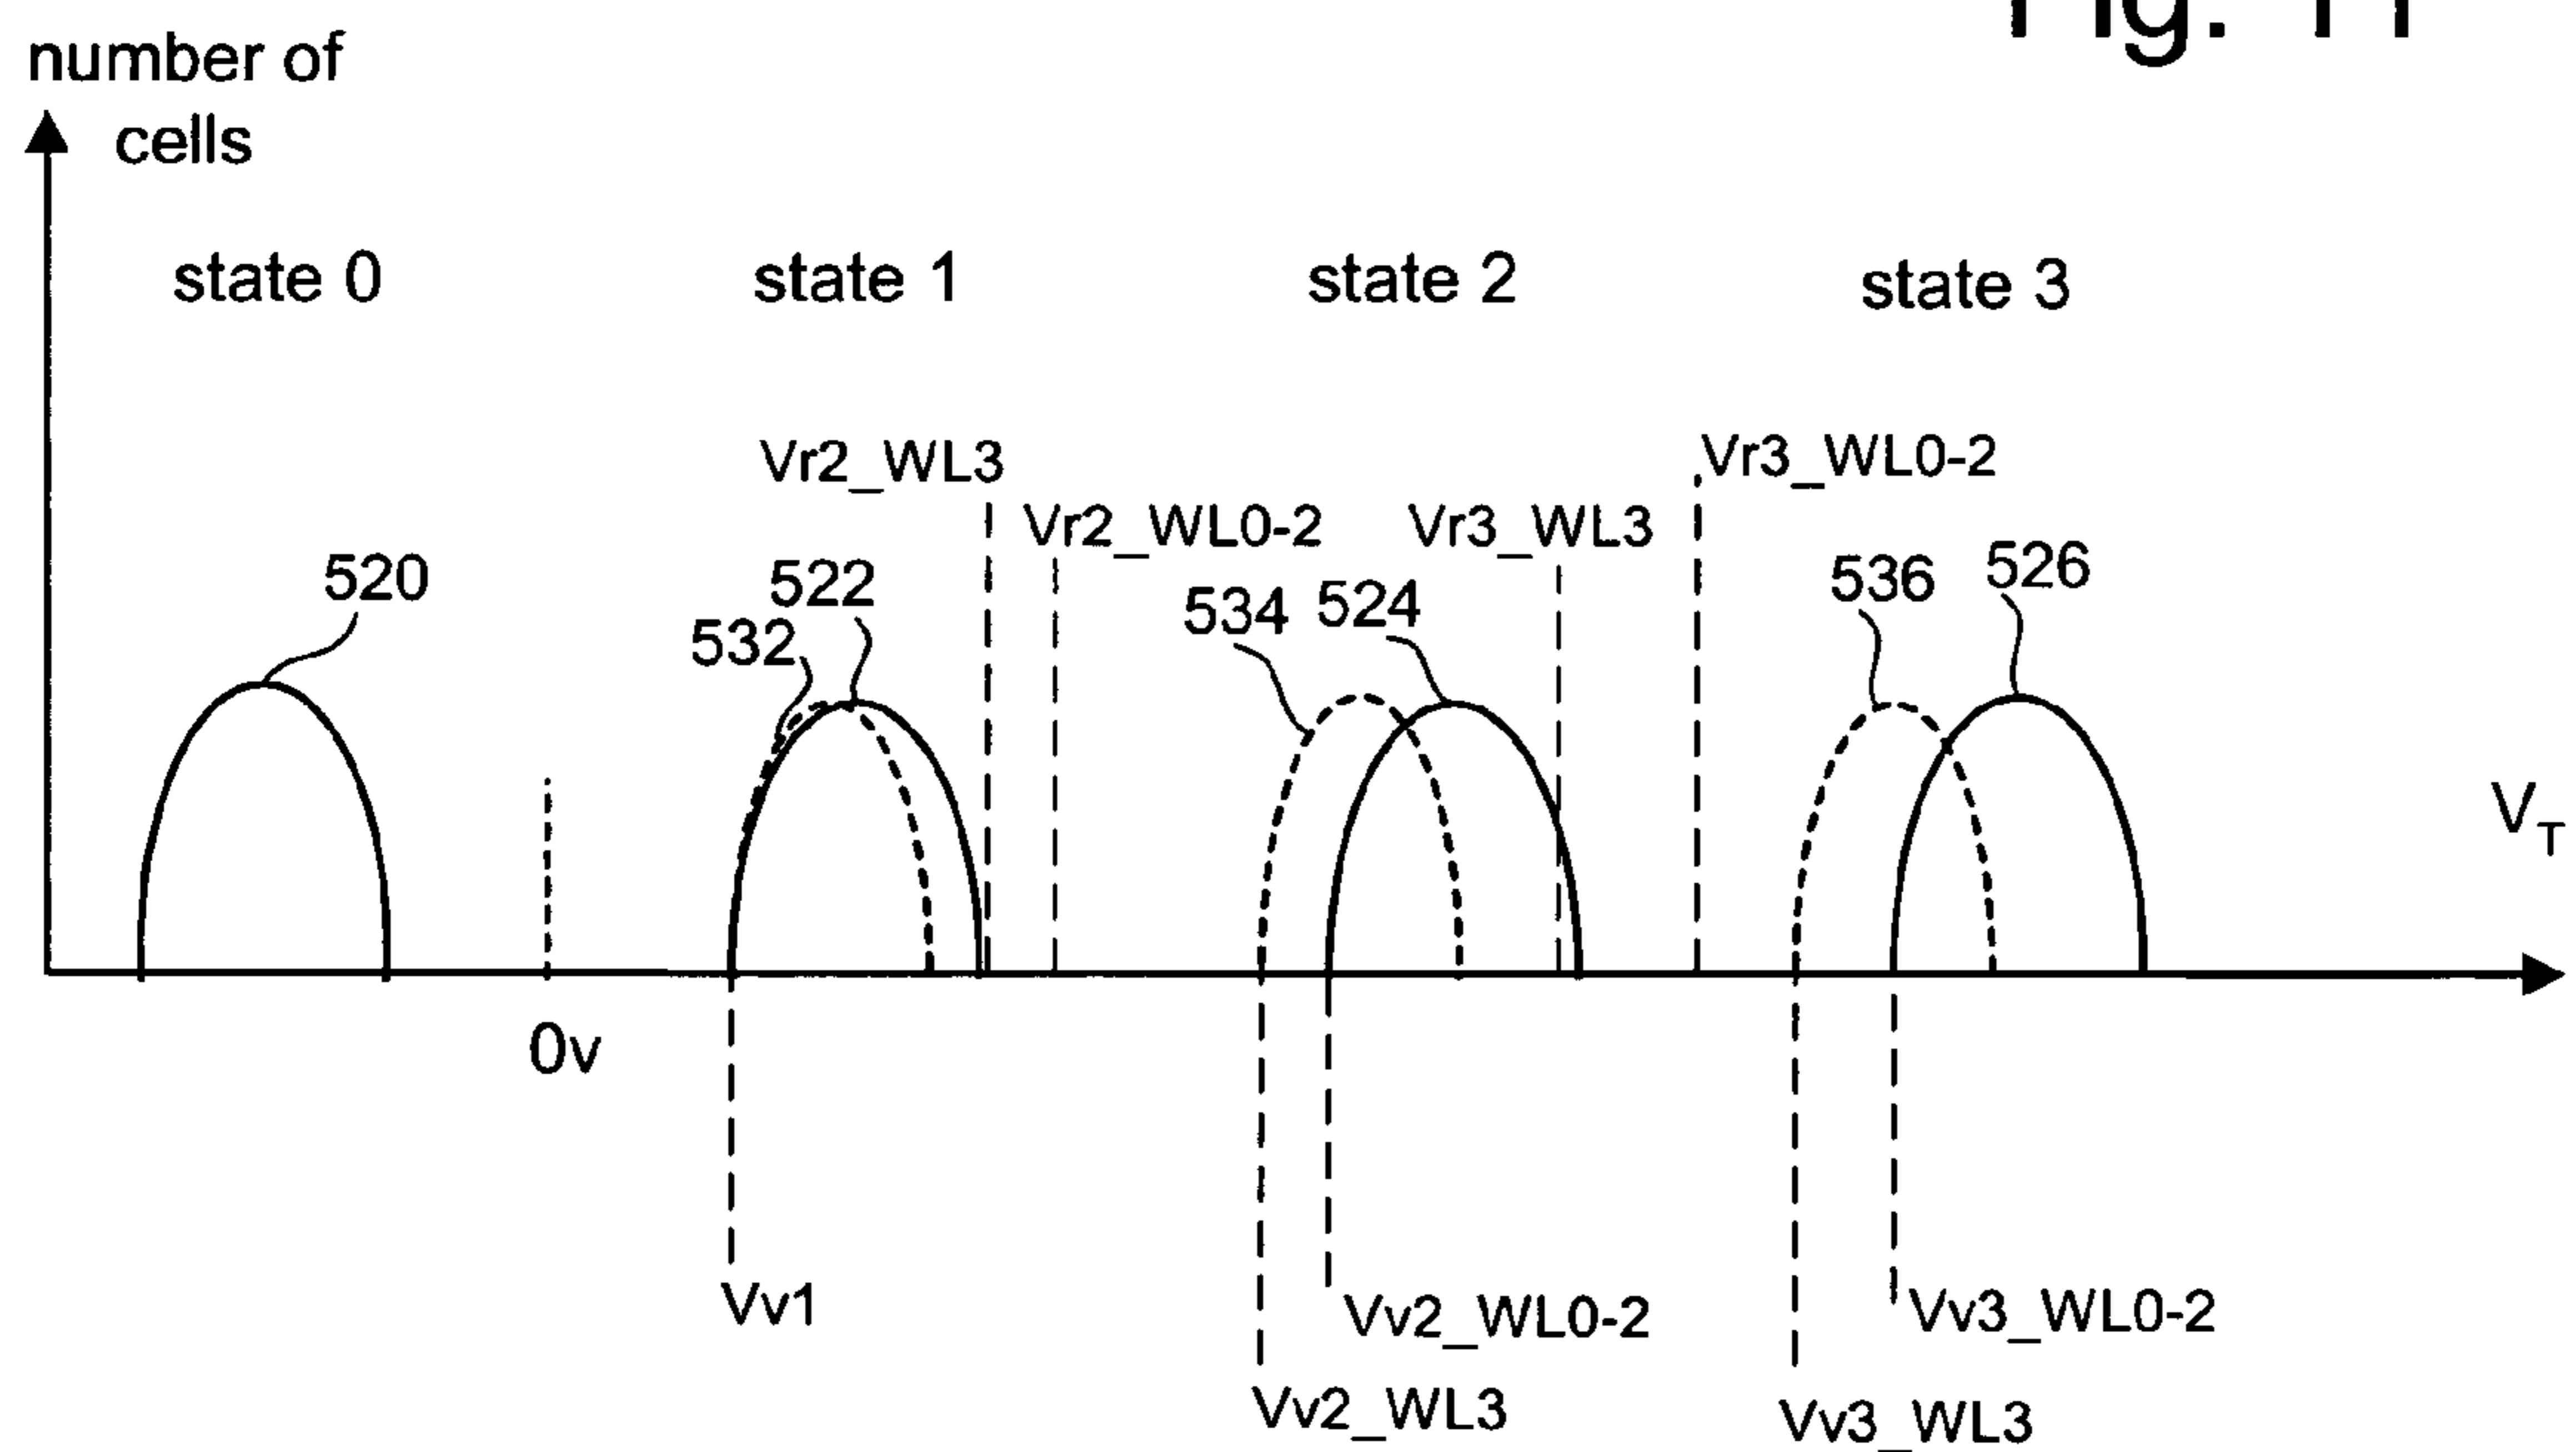 Fig. 11
number of
cells
state 0
state 1
state 2
state 3
Vr2_WL3
Vr3_WL0-2
Vr2_WL0-2
Vr3_WL3
520
522
532
534
524
536
526
VT
0v
Vv1
Vv2_WL0-2
Vv3_WL0-2
Vv2_WL3
Vv3_WL3